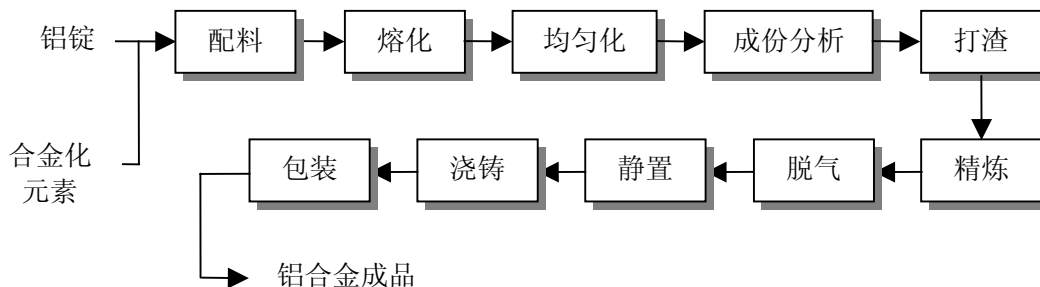 铝锭
配料
熔化
均匀化
成份分析
打渣
合金化
元素
精炼
脱气
静置
浇铸
包装
铝合金成品